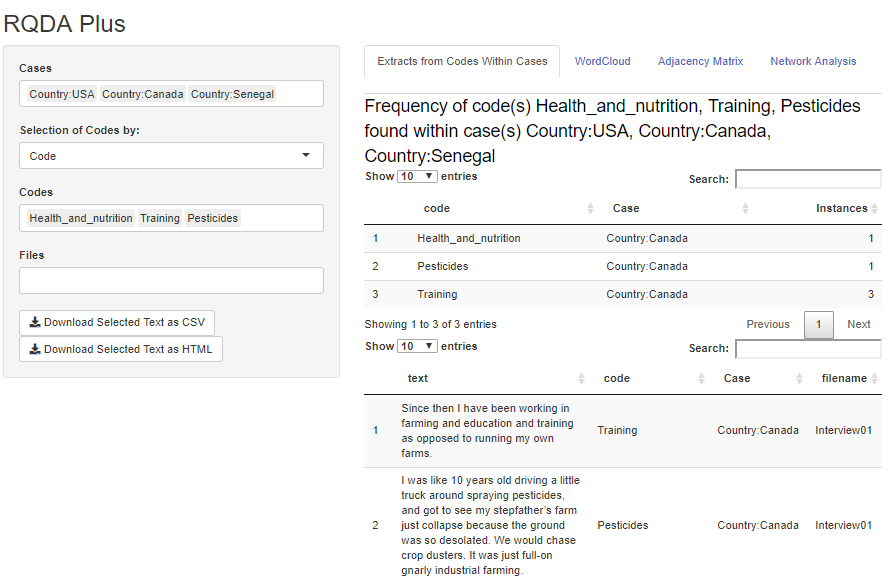 RQDA Plus
Cases
Country:USA Country:Canada Country:Senegal
Selection of Codes by:
Code
Codes
Health_and_nutrition Training Pesticides
Files
Download Selected Text as CSV
Download Selected Text as HTML
Extracts from Codes Within Cases WordCloud Adjacency Matrix Network Analysis
Frequency of code(s) Health_and_nutrition, Training, Pesticides
found within case(s) Country:USA, Country:Canada,
Country:Senegal
Show 10 entries Search:
code Case Instances
1 Health_and_nutrition Country:Canada 1
2 Pesticides Country:Canada 1
3 Training Country:Canada 3
Showing 1 to 3 of 3 entries Previous 1 Next
Show 10 entries Search:
text code Case filename
Since then I have been working in
farming and education and training
1 as opposed to running my own Training Country:Canada Interview01
farms.
I was like 10 years old driving a little
truck around spraying pesticides,
and got to see my stepfather's farm
2 just collapse because the ground Pesticides Country:Canada Interview01
was so desolated. We would chase
crop dusters. It was just full-on
gnarly industrial farming.